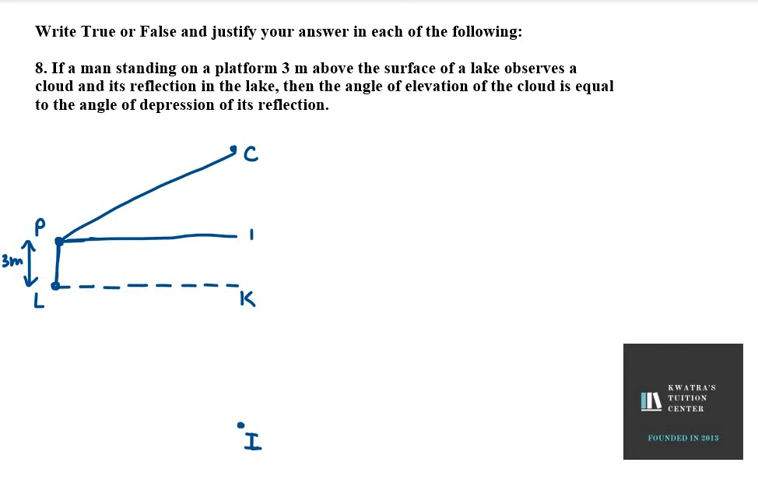 Write True or False and justify your answer in each of the following:
8. If a man standing on a platform 3 m above the surface of a lake observes a
cloud and its reflection in the lake, then the angle of elevation of the cloud is equal
to the angle of depression of its reflection.
C
P
I
3m
L
K
I
KWATRA'S
TUITION
CENTER
FOUNDED IN 2013